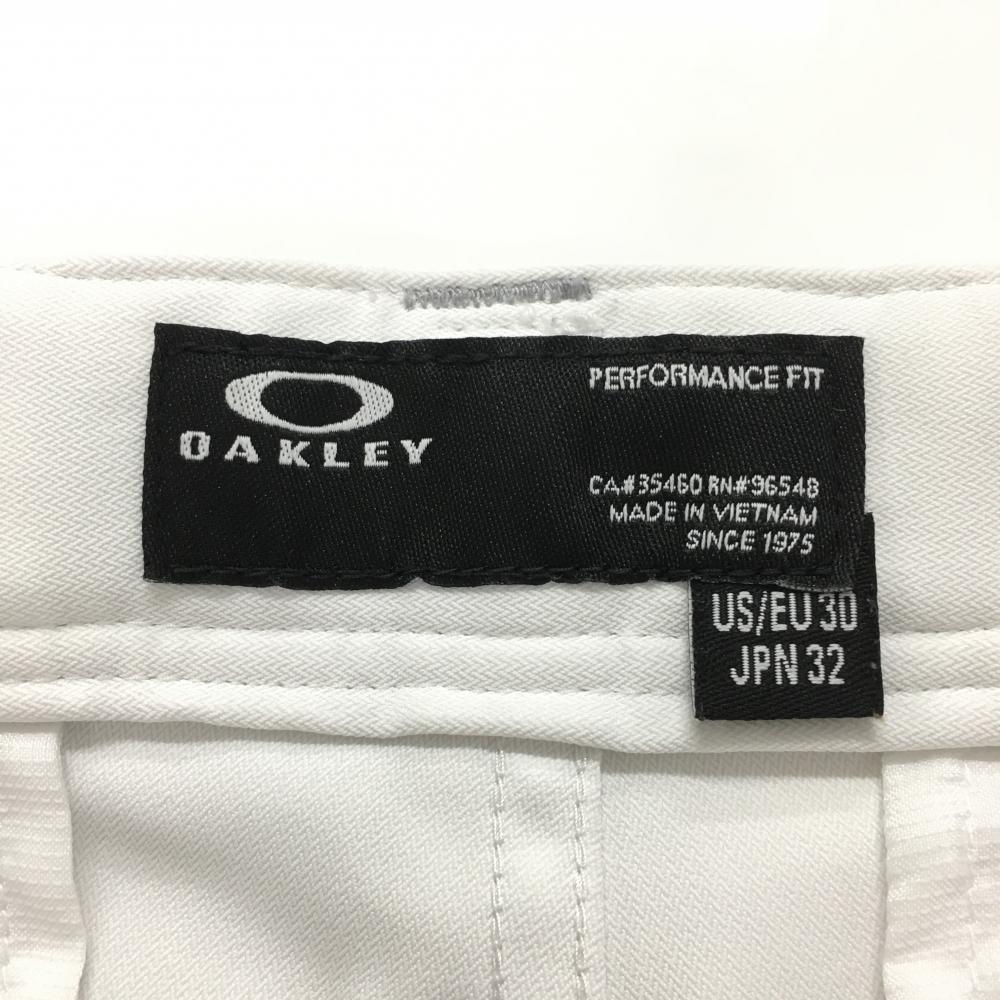 OAKLEY
PERFORMANCE FIT
CA#35460 RN#96548
MADE IN VIETNAM
SINCE 1975
US/EU 30
JPN 32